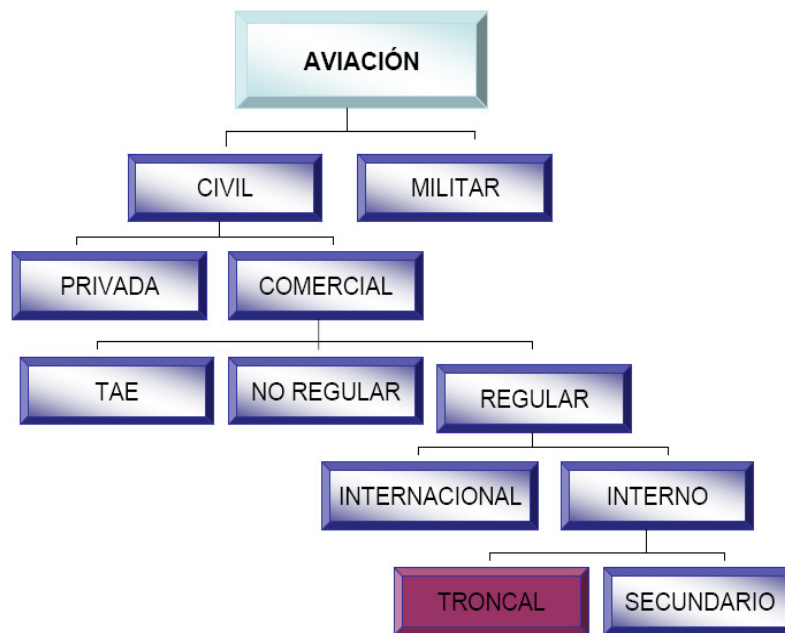 AVIACIÓN
CIVIL
MILITAR
PRIVADA
COMERCIAL
TAE
NO REGULAR
REGULAR
INTERNACIONAL
INTERNO
TRONCAL
SECUNDARIO